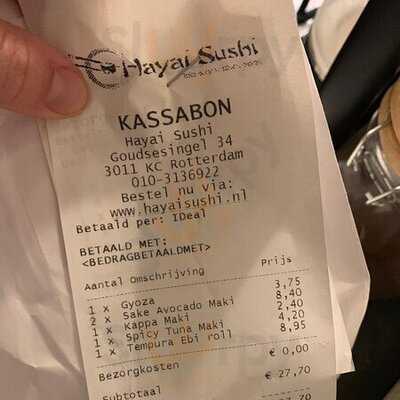 Hayai Sushi
KASSABON
Hayai Sushi
Goudsesingel 34
3011 KC Rotterdam
010-3136922
Bestel nu via:
www.hayaisushi.nl
Betaald per: IDeal
BETAALD MET:
<BEDRAGBETAALDMET>
Aantal Omschrijving Prijs
1 x Gyoza 3,75
2 x Sake Avocado Maki 8,40
1 x Kappa Maki 2,40
1 x Spicy Tuna Maki 4,20
1 x Tempura Ebi roll 8,95
Bezorgkosten € 0,00
Subtotaal € 27,70